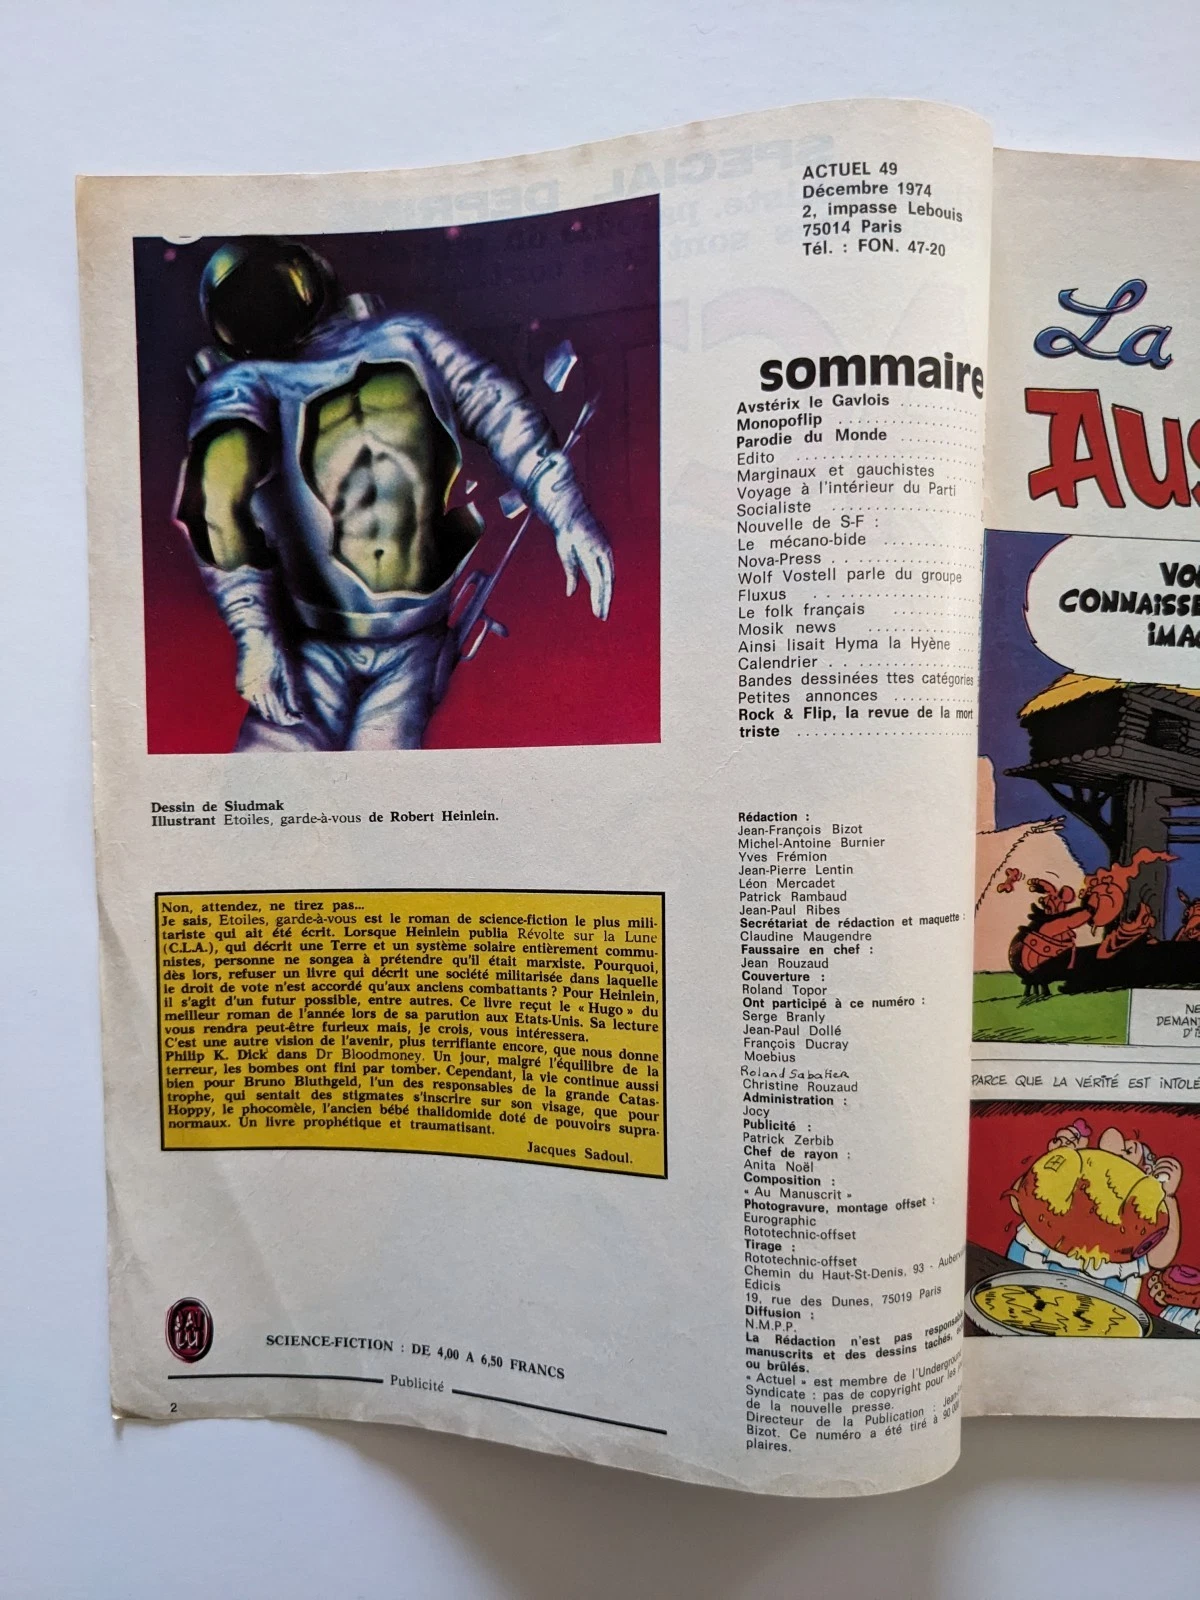 ACTUEL 49
Décembre 1974
2, impasse Lebouis
75014 Paris
Tél. : FON. 47-20
sommaire
Avstérix le Gavlois
Monopoflip
Parodie du Monde
Edito
Marginaux et gauchistes
Voyage à l'intérieur du Parti
Socialiste
Nouvelle de S-F :
Le mécano-bide
Nova-Press
Wolf Vostell parle du groupe
Fluxus
Le folk français
Mosik news
Ainsi lisait Hyma la Hyène
Calendrier
Bandes dessinées ttes catégories
Petites annonces
Rock & Flip, la revue de la mort
triste
Dessin de Siudmak
Illustrant Etoiles, garde-à-vous de Robert Heinlein.
Non, attendez, ne tirez pas...
Je sais, Etoiles, garde-à-vous est le roman de science-fiction le plus mili-
tariste qui ait été écrit. Lorsque Heinlein publia Révolte sur la Lune
(C.L.A.), qui décrit une Terre et un système solaire entièrement commu-
nistes, personne ne songea à prétendre qu'il était marxiste. Pourquoi,
dès lors, refuser un livre qui décrit une société militarisée dans laquelle
le droit de vote n'est accordé qu'aux anciens combattants ? Pour Heinlein,
il s'agit d'un futur possible, entre autres. Ce livre reçut le « Hugo » du
meilleur roman de l'année lors de sa parution aux Etats-Unis. Sa lecture
vous rendra peut-être furieux mais, je crois, vous intéressera.
C'est une autre vision de l'avenir, plus terrifiante encore, que nous donne
Philip K. Dick dans Dr Bloodmoney. Un jour, malgré l'équilibre de la
terreur, les bombes ont fini par tomber. Cependant, la vie continue aussi
bien pour Bruno Bluthgeld, l'un des responsables de la grande Catas-
trophe, qui sentait des stigmates s'inscrire sur son visage, que pour
Hoppy, le phocomèle, l'ancien bébé thalidomide doté de pouvoirs supra-
normaux. Un livre prophétique et traumatisant.
Jacques Sadoul.
J'AI
LU
SCIENCE-FICTION : DE 4,00 A 6,50 FRANCS
Publicité
2
Rédaction :
Jean-François Bizot
Michel-Antoine Burnier
Yves Frémion
Jean-Pierre Lentin
Léon Mercadet
Patrick Rambaud
Jean-Paul Ribes
Secrétariat de rédaction et maquette :
Claudine Maugendre
Faussaire en chef :
Jean Rouzaud
Couverture :
Roland Topor
Ont participé à ce numéro :
Serge Branly
Jean-Paul Dollé
François Ducray
Moebius
Roland Sabatier
Christine Rouzaud
Administration :
Jocy
Publicité :
Patrick Zerbib
Chef de rayon :
Anita Noël
Composition :
« Au Manuscrit »
Photogravure, montage offset :
Eurographic
Rototechnic-offset
Tirage :
Rototechnic-offset
Chemin du Haut-St-Denis. 93 -
Edicis
19, rue des Dunes, 75019 Paris
Diffusion :
N.M.P.P.
La Rédaction n'est pas
manuscrits et des dessins tachés,
ou brûlés.
« Actuel » est membre de l'Underground
Syndicate : pas de copyright pour les
de la nouvelle presse.
Directeur de la Publication :
Bizot. Ce numéro a été tiré à
plaires.
La
AUS
VO
CONNAISSE
IMA
NE
DEMAN
D'
PARCE QUE LA VÉRITÉ EST INTOLÉ